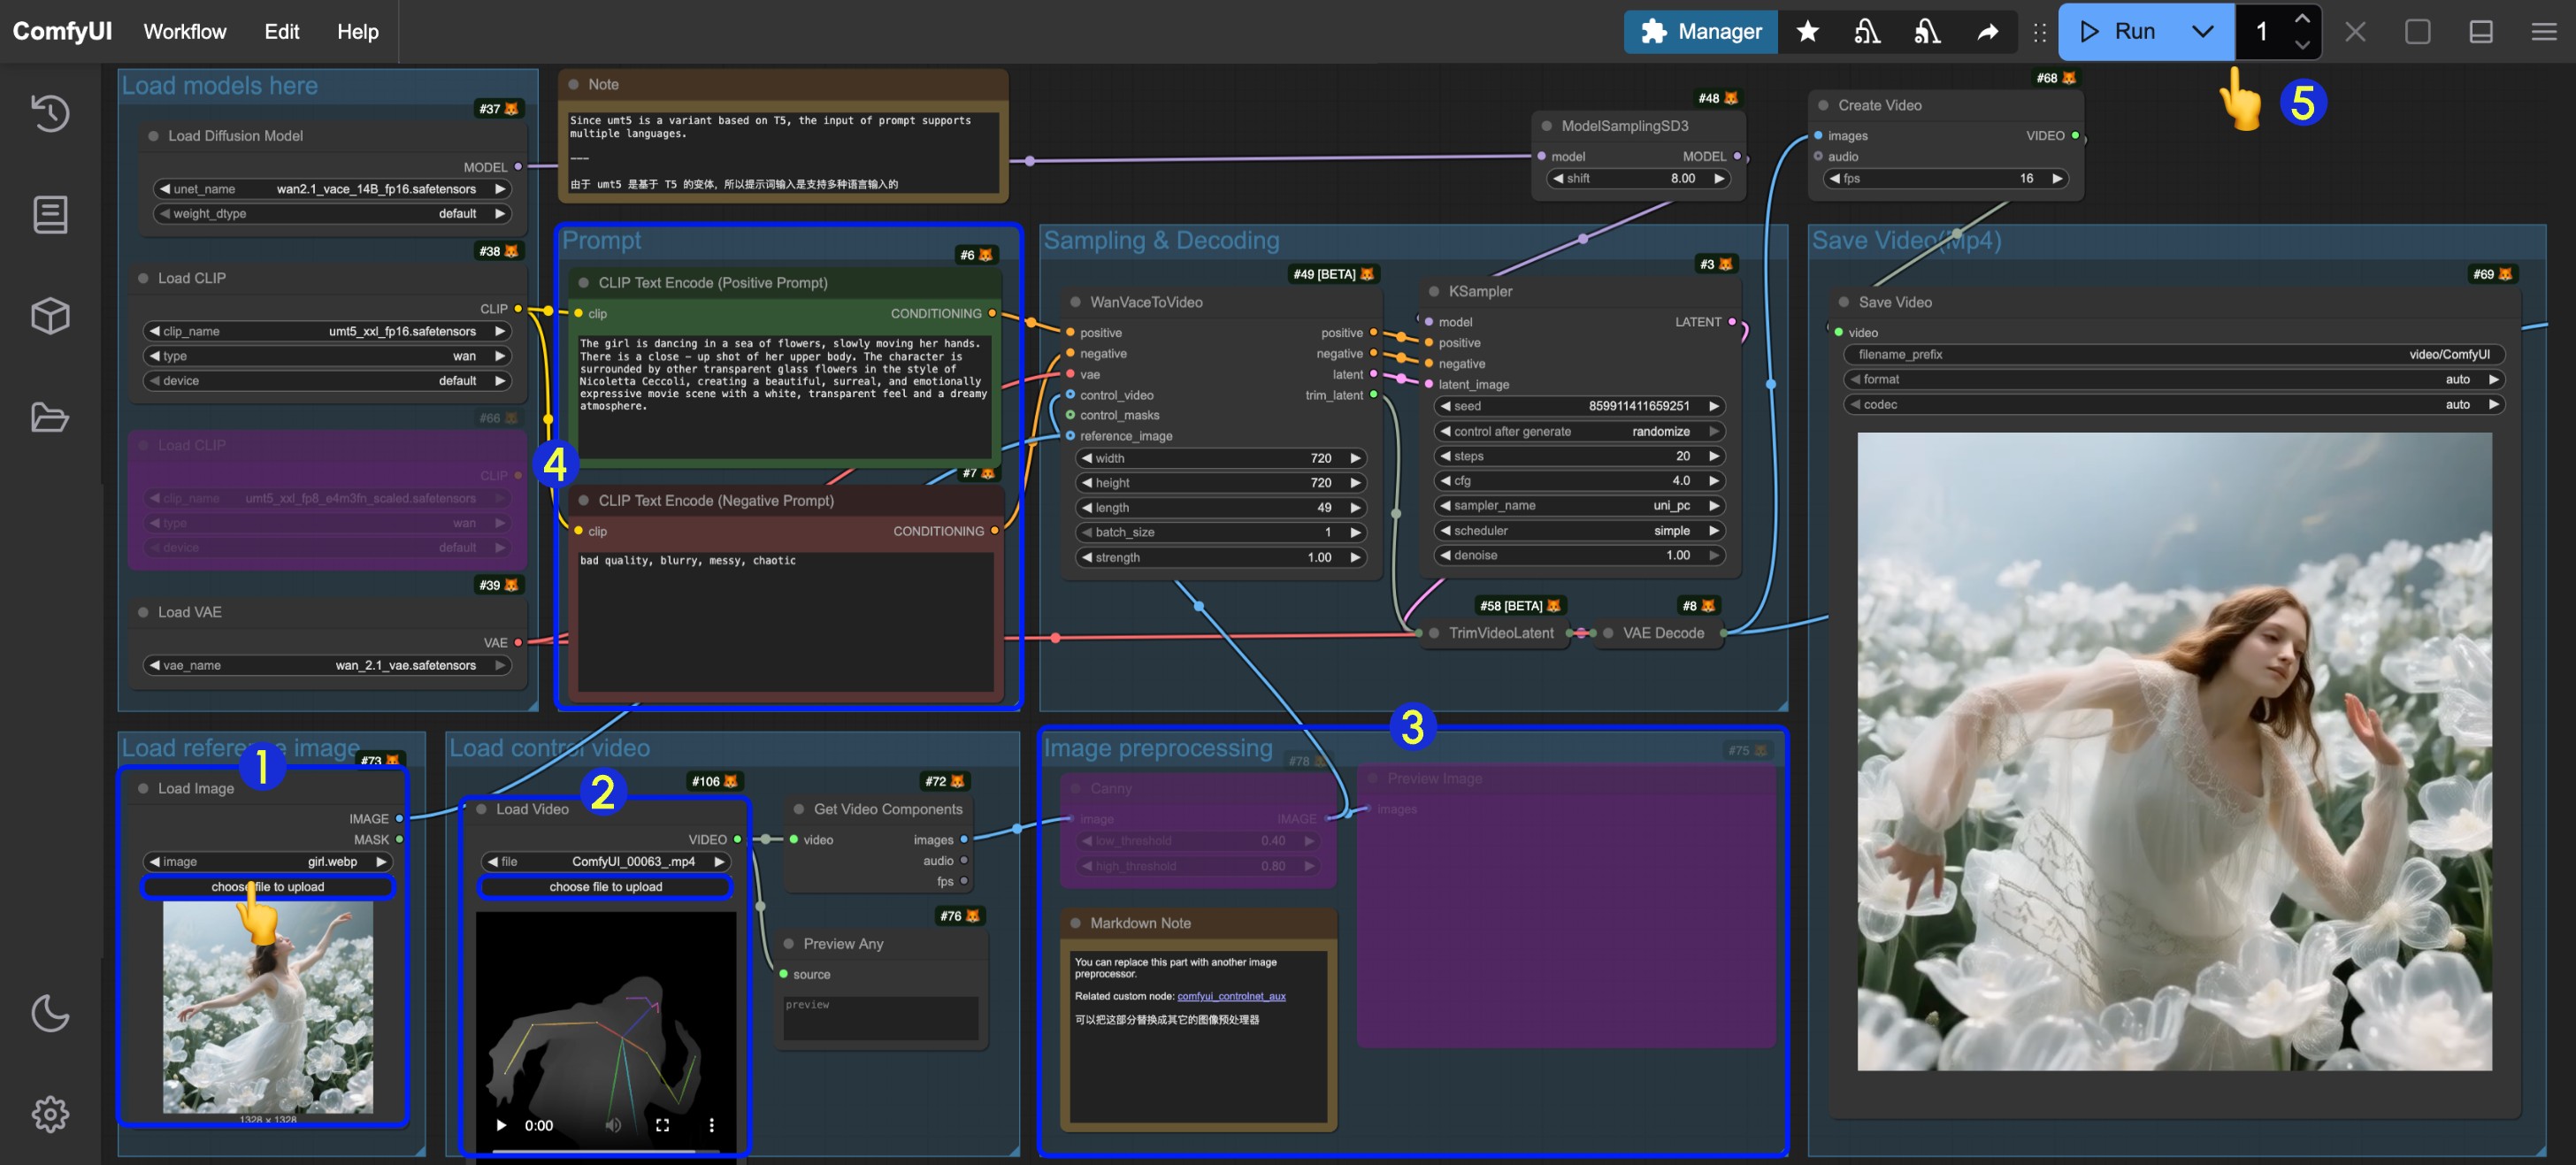 ComfyUI
Workflow
Edit
Help
Manager
Run
1
5
Load models here
#37
Load Diffusion Model
MODEL
unet_name wan2.1_vace_14B_fp16.safetensors
weight_dtype default
#38
Load CLIP
CLIP
clip_name umt5_xxl_fp16.safetensors
type wan
device default
#66
Load CLIP
CLIP
clip_name umt5_xxl_fp8_e4m3fn_scaled.safetensors
type wan
device default
#39
Load VAE
VAE
vae_name wan_2.1_vae.safetensors
Note
Since umt5 is a variant based on T5, the input of prompt supports
multiple languages.
———
由于 umt5 是基于 T5 的变体，所以提示词输入是支持多种语言输入的
Prompt
#6
CLIP Text Encode (Positive Prompt)
clip CONDITIONING
The girl is dancing in a sea of flowers, slowly moving her hands.
There is a close - up shot of her upper body. The character is
surrounded by other transparent glass flowers in the style of
Nicoletta Ceccoli, creating a beautiful, surreal, and emotionally
expressive movie scene with a white, transparent feel and a dreamy
atmosphere.
4
#7
CLIP Text Encode (Negative Prompt)
clip CONDITIONING
bad quality, blurry, messy, chaotic
#48
ModelSamplingSD3
model MODEL
shift 8.00
#68
Create Video
images VIDEO
audio
fps 16
Sampling & Decoding
#49 [BETA]
WanVaceToVideo
positive positive
negative negative
vae latent
control_video trim_latent
control_masks
reference_image
width 720
height 720
length 49
batch_size 1
strength 1.00
#3
KSampler
model LATENT
positive
negative
latent_image
seed 859911411659251
control after generate randomize
steps 20
cfg 4.0
sampler_name uni_pc
scheduler simple
denoise 1.00
#58 [BETA]
TrimVideoLatent
#8
VAE Decode
Save Video(Mp4)
#69
Save Video
video
filename_prefix video/ComfyUI
format auto
codec auto
Load reference image
1
#73
Load Image
IMAGE
MASK
image girl.webp
choose file to upload
1328 x 1328
Load control video
2
#106
Load Video
VIDEO
file ComfyUI_00063_.mp4
choose file to upload
0:00
#72
Get Video Components
video images
audio
fps
#76
Preview Any
source
preview
3
Image preprocessing
#78
Canny
image IMAGE
low_threshold 0.40
high_threshold 0.80
#75
Preview Image
images
Markdown Note
You can replace this part with another image
preprocessor.
Related custom node: comfyui_controlnet_aux
可以把这部分替换成其它的图像预处理器